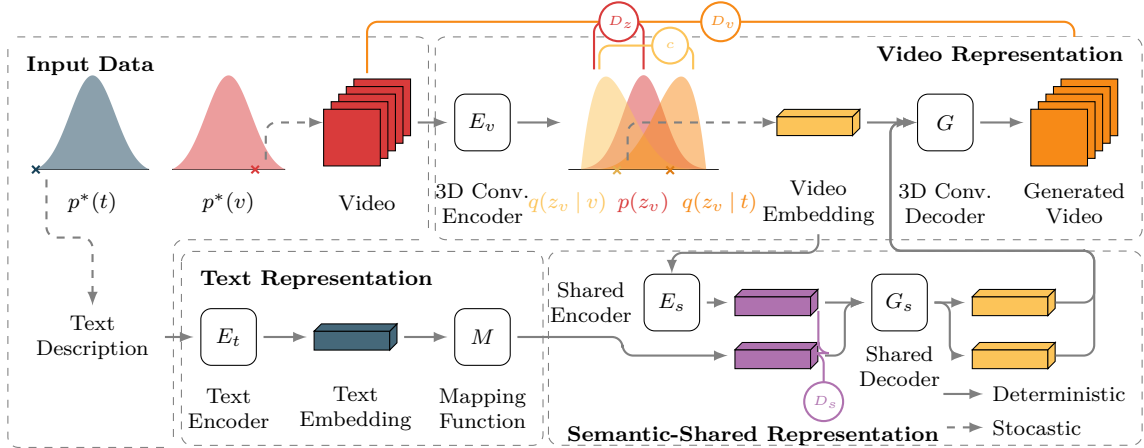 D_z
D_v
c
Input Data
Video Representation
E_v
G
p*(t)
p*(v)
Video
3D Conv.
Encoder
q(z_v | v)
p(z_v)
q(z_v | t)
Video
Embedding
3D Conv.
Decoder
Generated
Video
Text Representation
Shared
Encoder
E_s
G_s
Text
Description
E_t
M
Shared
Decoder
Text
Encoder
Text
Embedding
Mapping
Function
D_s
Deterministic
Semantic-Shared Representation
Stocastic